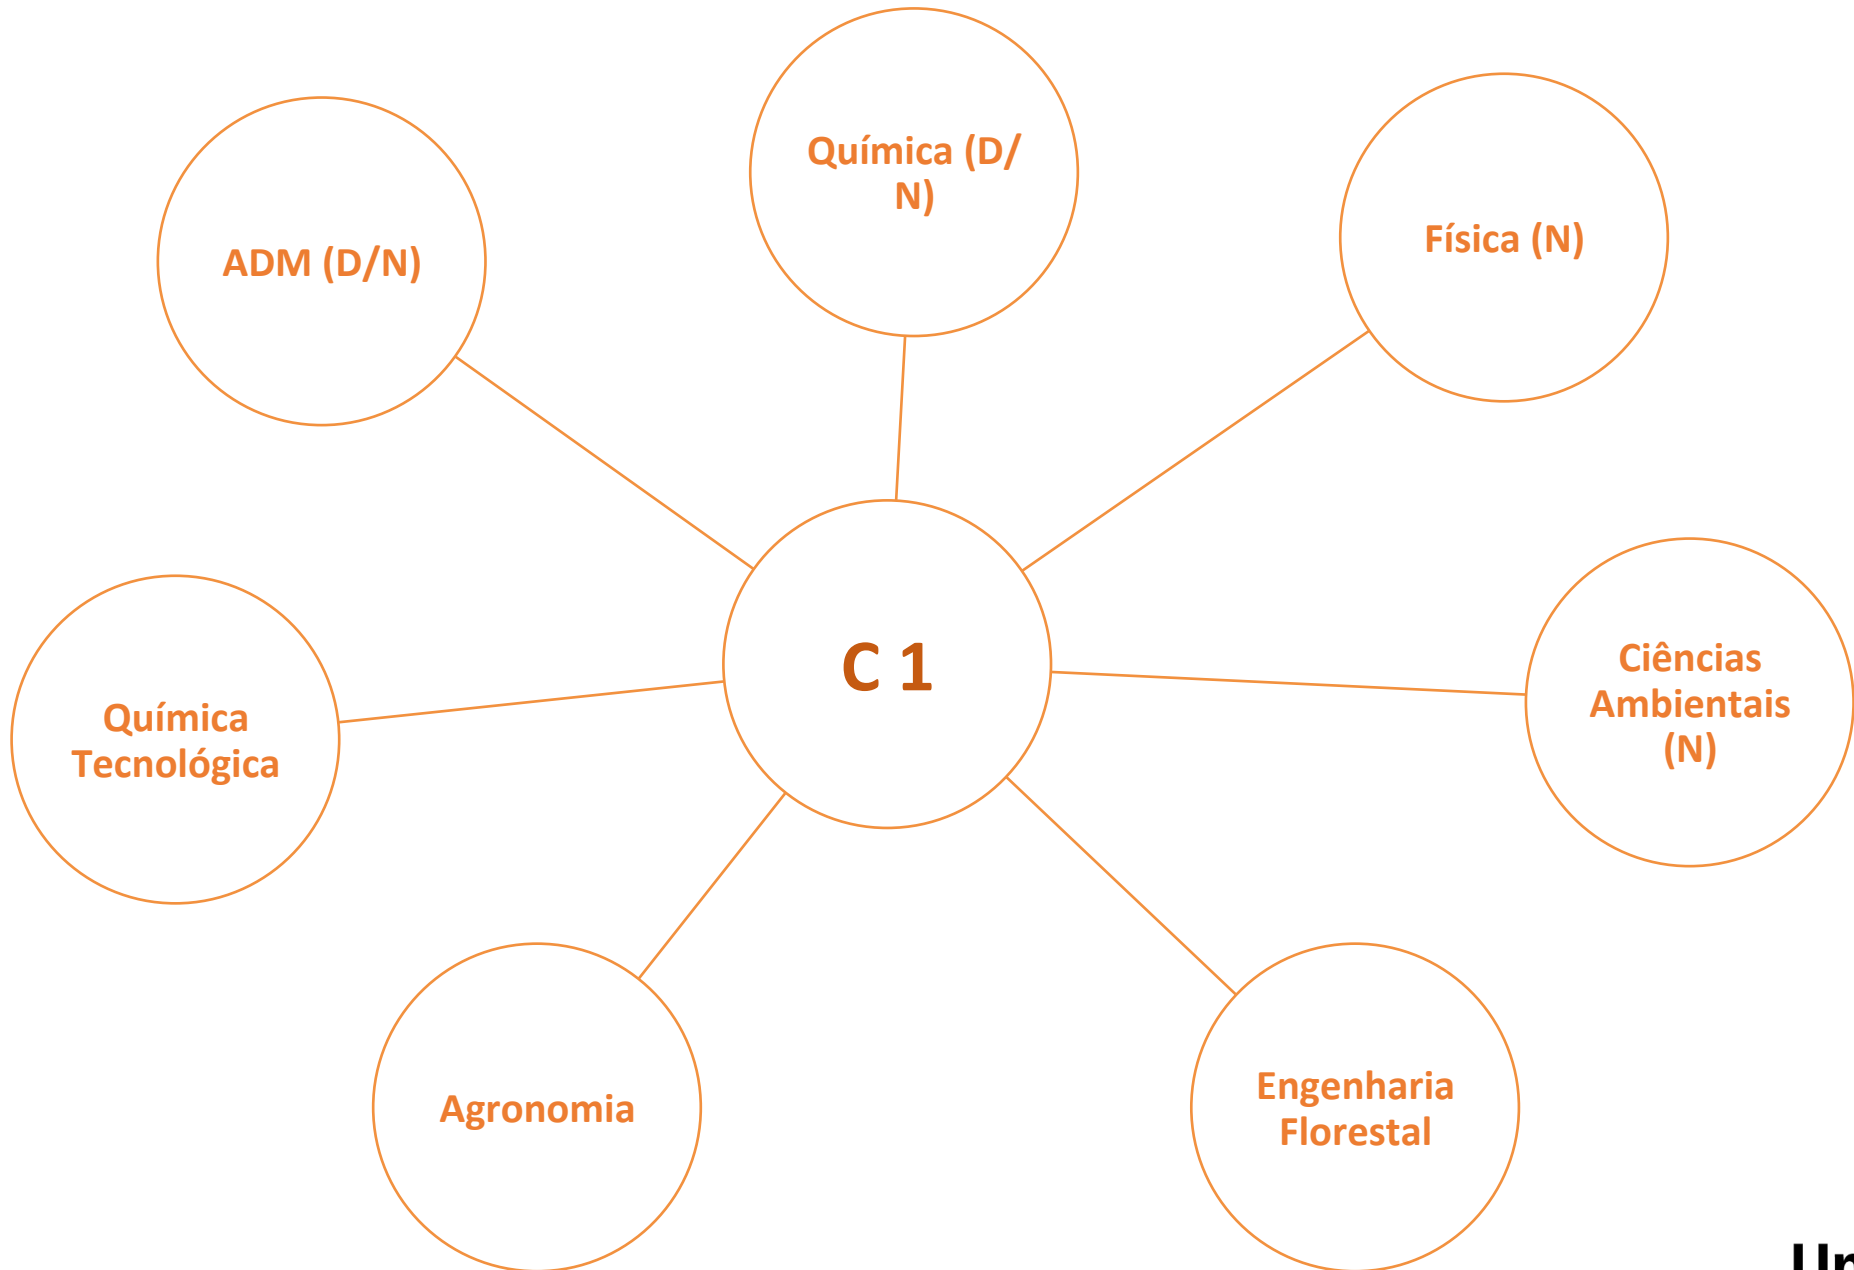 Química (D/
N)
ADM (D/N)
Física (N)
C 1
Ciências
Ambientais
(N)
Química
Tecnológica
Agronomia
Engenharia
Florestal